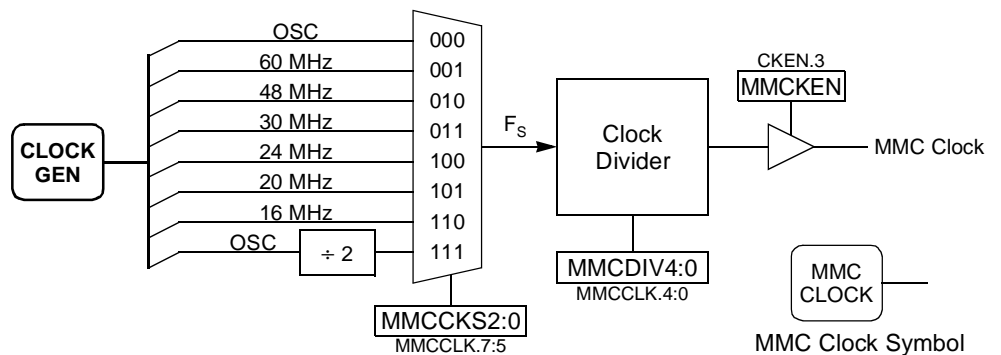 CLOCK
GEN
OSC
60 MHz
48 MHz
30 MHz
24 MHz
20 MHz
16 MHz
OSC
÷ 2
000
001
010
011
100
101
110
111
MMCCKS2:0
MMCCLK.7:5
FS
Clock
Divider
MMCDIV4:0
MMCCLK.4:0
CKEN.3
MMCKEN
MMC Clock
MMC
CLOCK
MMC Clock Symbol